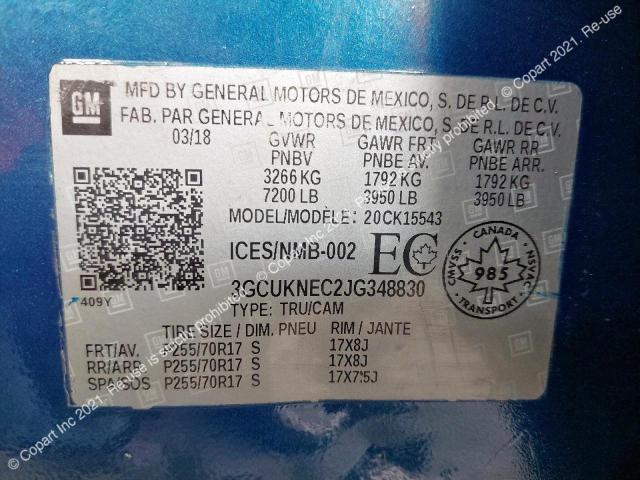 GM
MFD BY GENERAL MOTORS DE MEXICO, S. DE R.L. DE C.V.
FAB. PAR GENERAL MOTORS DE MEXICO, S. DE R.L. DE C.V.
03/18 GVWR GAWR FRT GAWR RR
PNBV PNBE AV. PNBE ARR.
3266 KG 1792 KG 1792 KG
7200 LB 3950 LB 3950 LB
MODEL/MODÈLE: 20CK15543
ICES/NMB-002 EC
CANADA
CMVSS NSVAC
985
TRANSPORT
3GCUKNEC2JG348830
409Y
TYPE: TRU/CAM
TIRE SIZE / DIM. PNEU RIM / JANTE
FRT/AV. P255/70R17 S 17X8J
RR/ARR. P255/70R17 S 17X8J
SPA/SOS P255/70R17 S 17X7.5J
© Copart Inc 2021. Re-use strictly prohibited.